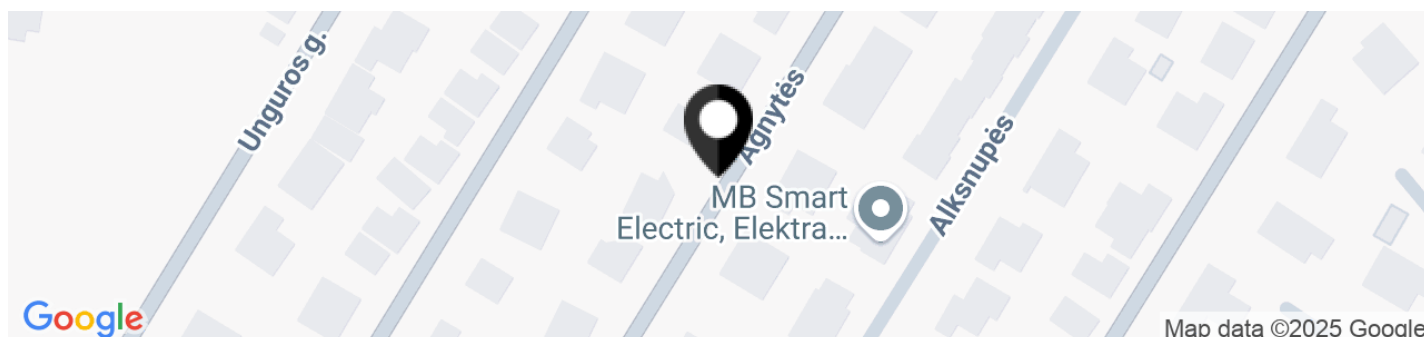 Unguros g.
Agnytės
Alksnupės
MB Smart
Electric, Elektra...
Google
Map data ©2025 Google